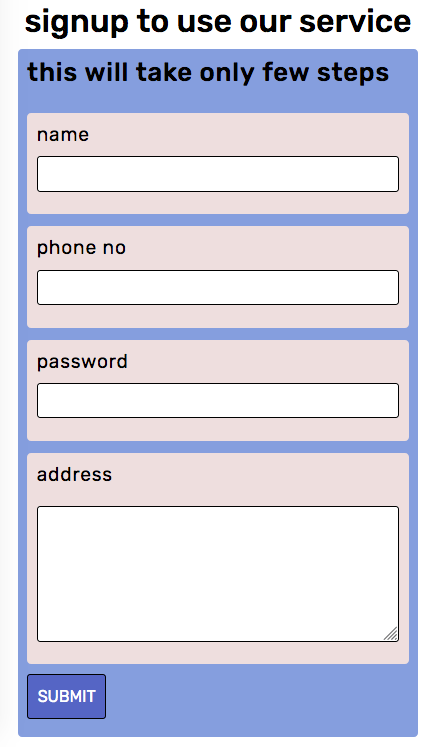 signup to use our service
this will take only few steps
name
phone no
password
address
SUBMIT